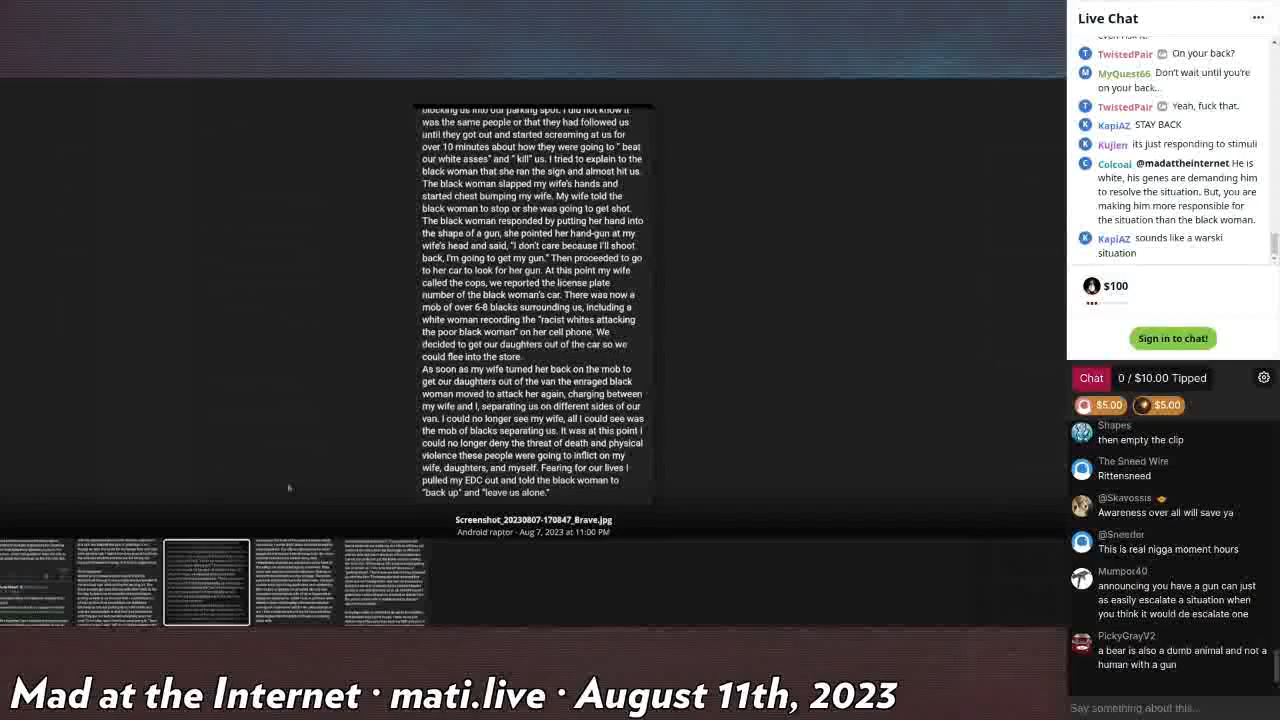 blocking us into our parking spot. I did not know it
was the same people or that they had followed us
until they got out and started screaming at us for
over 10 minutes about how they were going to " beat
our white asses" and " kill" us. I tried to explain to the
black woman that she ran the sign and almost hit us.
The black woman slapped my wife's hands and
started chest bumping my wife. My wife told the
black woman to stop or she was going to get shot.
The black woman responded by putting her hand into
the shape of a gun, she pointed her hand-gun at my
wife's head and said, "I don't care because I'll shoot
back, I'm going to get my gun." Then proceeded to go
to her car to look for her gun. At this point my wife
called the cops, we reported the license plate
number of the black woman's car. There was now a
mob of over 6-8 blacks surrounding us, including a
white woman recording the "racist whites attacking
the poor black woman" on her cell phone. We
decided to get our daughters out of the car so we
could flee into the store.
As soon as my wife turned her back on the mob to
get our daughters out of the van the enraged black
woman moved to attack her again, charging between
my wife and I, separating us on different sides of our
van. I could no longer see my wife, all I could see was
the mob of blacks separating us. It was at this point I
could no longer deny the threat of death and physical
violence these people were going to inflict on my
wife, daughters, and myself. Fearing for our lives I
pulled my EDC out and told the black woman to
"back up" and "leave us alone."
Screenshot_20230807-170847_Brave.jpg
Android raptor · Aug 7, 2023 at 11:00 PM
Mad at the Internet · mati.live · August 11th, 2023
Live Chat
T TwistedPair On your back?
M MyQuest66 Don't wait until you're
on your back...
T TwistedPair Yeah, fuck that.
K KapiAZ STAY BACK
K Kujien its just responding to stimuli
C Colcoai @madattheinternet He is
white, his genes are demanding him
to resolve the situation. But, you are
making him more responsible for
the situation than the black woman.
K KapiAZ sounds like a warski
situation
$100
Sign in to chat!
Chat 0 / $10.00 Tipped
$5.00 $5.00
Shapes
then empty the clip
The Sneed Wire
Rittensneed
@Skavossis
Awareness over all will save ya
@Sneeder
This is real nigga moment hours
Mumpor40
announcing you have a gun can just
as easily escalate a situation when
you think it would de escalate one
PickyGrayV2
a bear is also a dumb animal and not a
human with a gun
Say something about this...